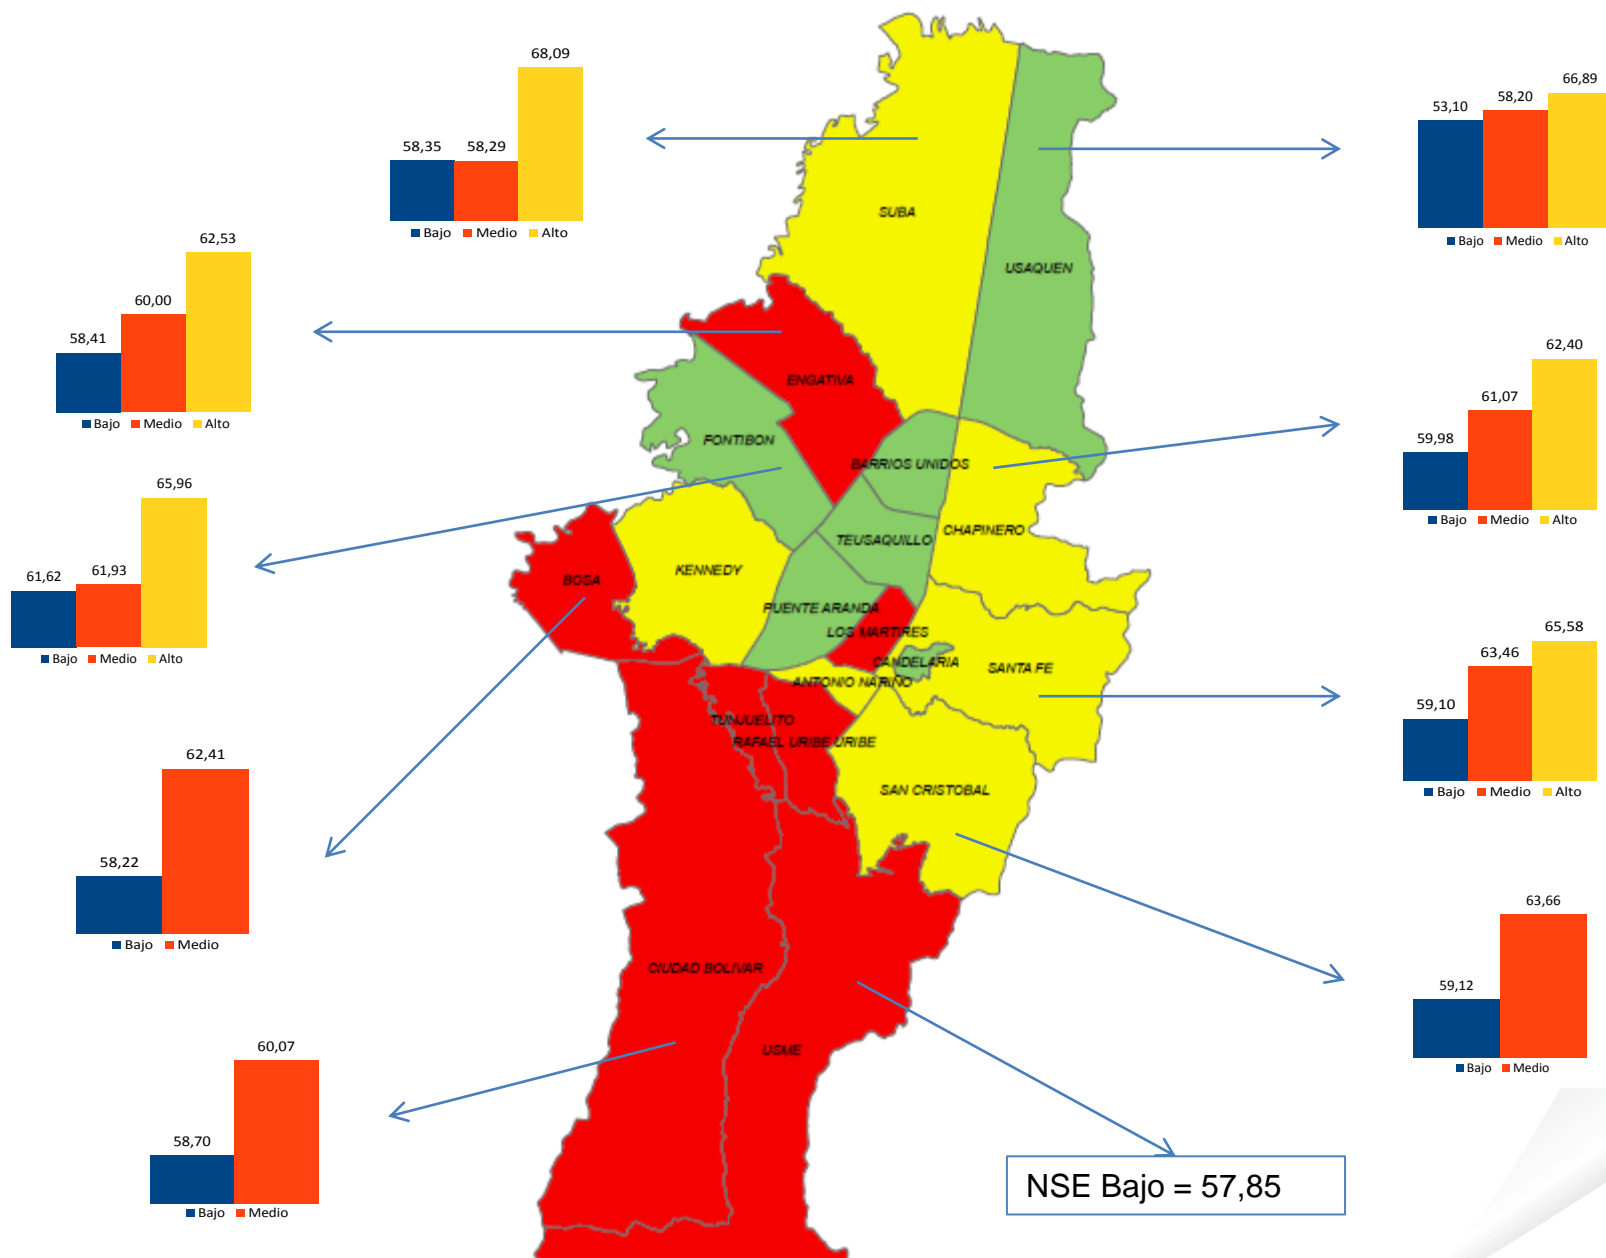 68,09
58,35 58,29
Bajo Medio Alto
66,89
53,10 58,20
Bajo Medio Alto
SUBA
USAQUEN
62,53
60,00
58,41
Bajo Medio Alto
62,40
61,07
59,98
Bajo Medio Alto
ENGATIVA
FONTIBON
BARRIOS UNIDOS
TEUSAQUILLO
CHAPINERO
65,96
61,62 61,93
Bajo Medio Alto
BOSA
KENNEDY
PUENTE ARANDA
LOS MARTIRES
CANDELARIA
SANTA FE
ANTONIO NARIÑO
TUNJUELITO
RAFAEL URIBE URIBE
SAN CRISTOBAL
65,58
63,46
59,10
Bajo Medio Alto
62,41
58,22
Bajo Medio
63,66
59,12
Bajo Medio
CIUDAD BOLIVAR
USME
60,07
58,70
Bajo Medio
NSE Bajo = 57,85